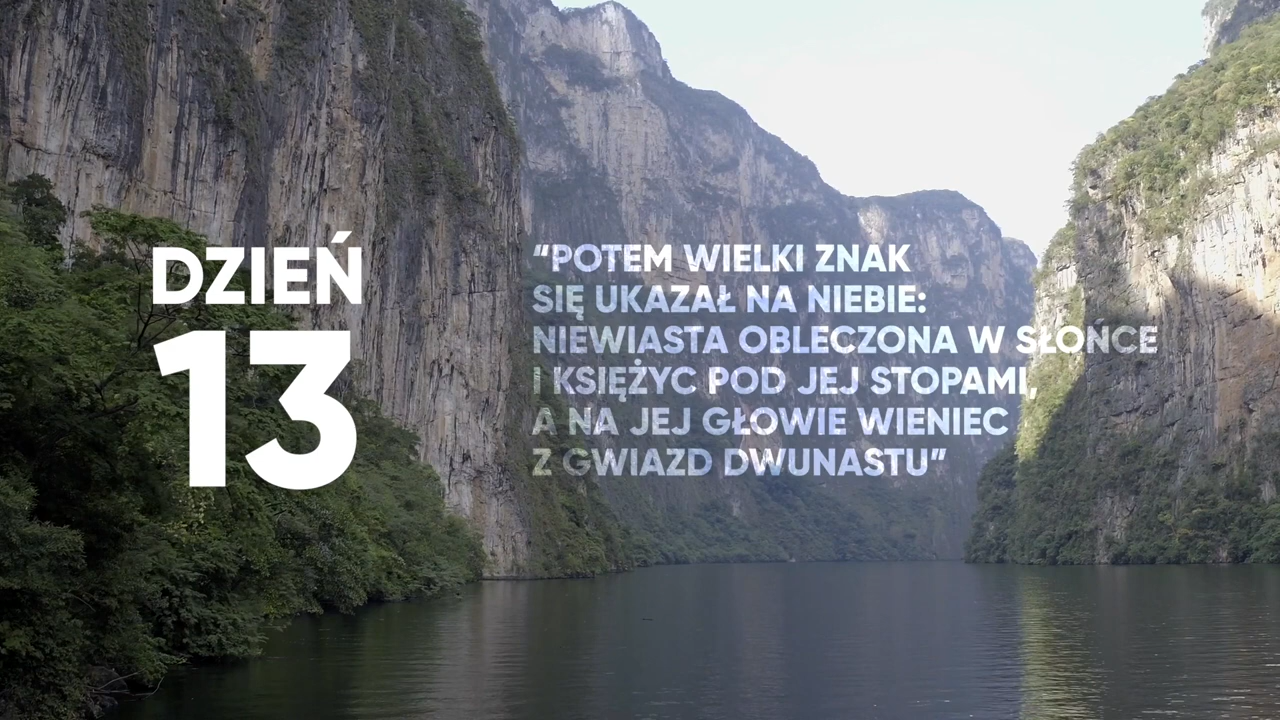 DZIEŃ
13
“POTEM WIELKI ZNAK
SIĘ UKAZAŁ NA NIEBIE:
NIEWIASTA OBLECZONA W SŁOŃCE
I KSIĘŻYC POD JEJ STOPAMI,
A NA JEJ GŁOWIE WIENIEC
Z GWIAZD DWUNASTU”